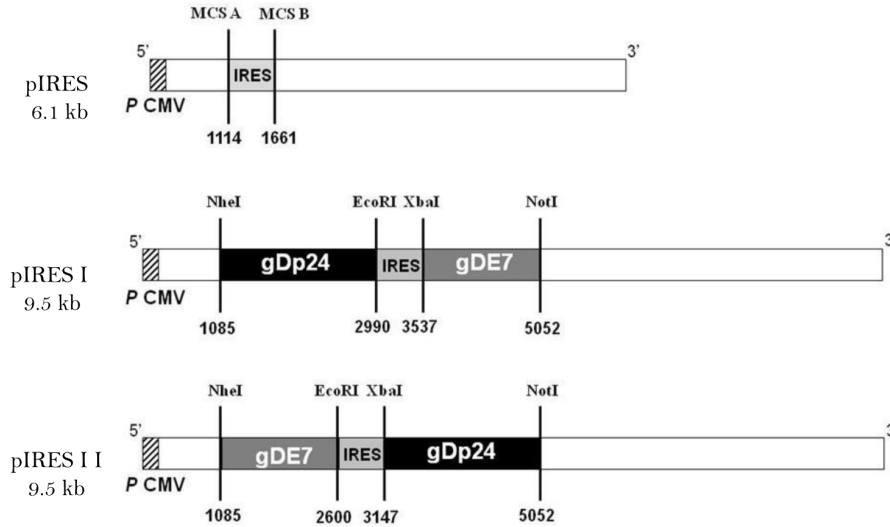 MCS A MCS B
5' 3'
pIRES
6.1 kb
IRES
P CMV
1114 1661
NheI EcoRI XbaI NotI
5' 3
pIRES I
9.5 kb
gDp24 IRES gDE7
P CMV
1085 2990 3537 5052
NheI EcoRI XbaI NotI
5' 3
pIRES I I
9.5 kb
gDE7 IRES gDp24
P CMV
1085 2600 3147 5052